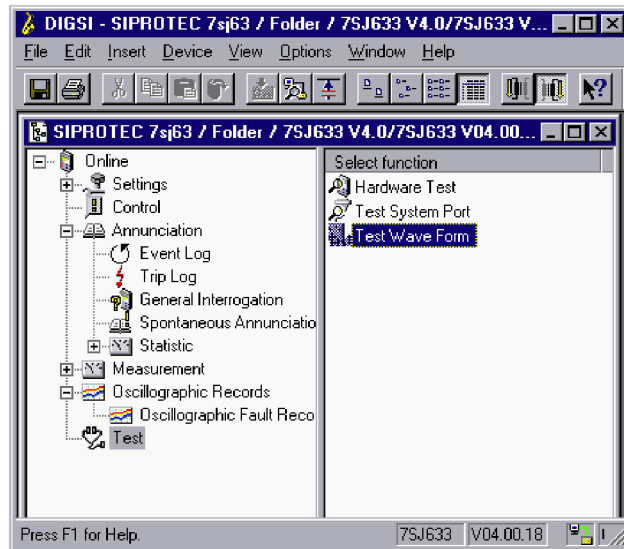 DIGSI - SIPROTEC 7sj63 / Folder / 7SJ633 V4.0/7SJ633 V...
File Edit Insert Device View Options Window Help
SIPROTEC 7sj63 / Folder / 7SJ633 V4.0/7SJ633 V04.00...
Online
Settings
Control
Annunciation
Event Log
Trip Log
General Interrogation
Spontaneous Annunciatio
Statistic
Measurement
Oscillographic Records
Oscillographic Fault Reco
Test
Select function
Hardware Test
Test System Port
Test Wave Form
Press F1 for Help.
7SJ633
V04.00.18